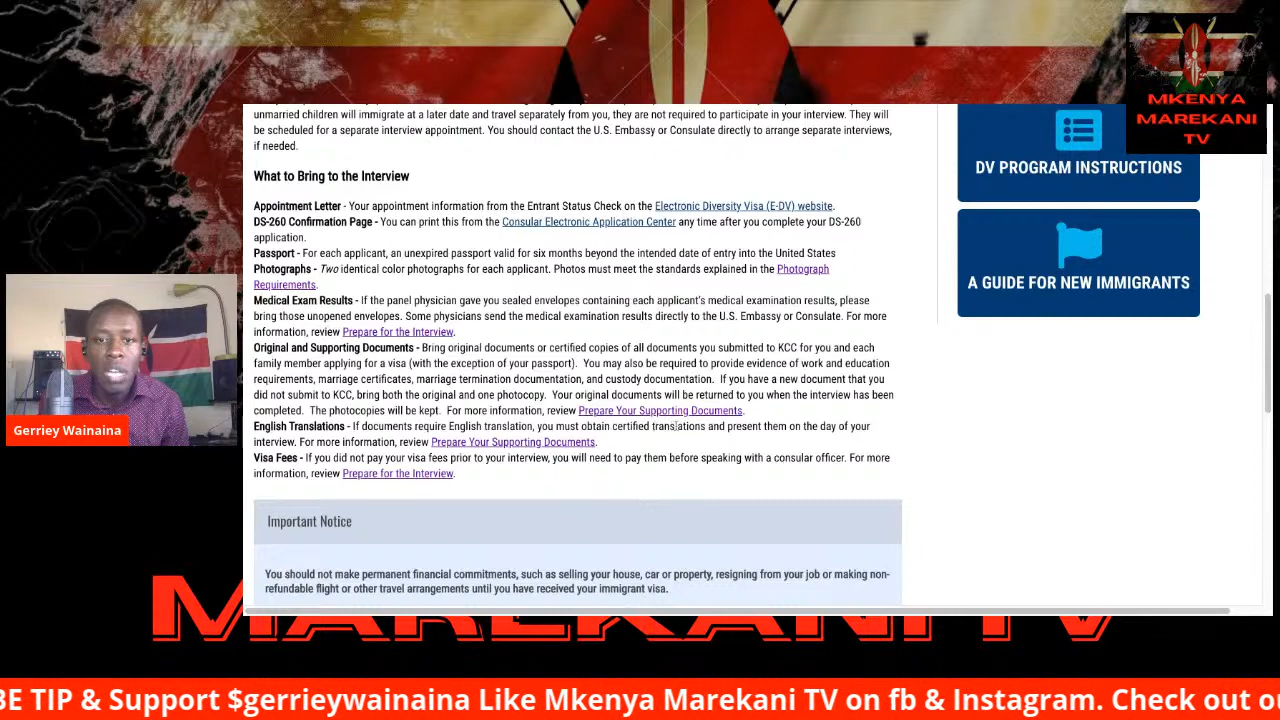 MKENYA
MAREKANI
TV
unmarried children will immigrate at a later date and travel separately from you, they are not required to participate in your interview. They will
be scheduled for a separate interview appointment. You should contact the U.S. Embassy or Consulate directly to arrange separate interviews,
if needed.
What to Bring to the Interview
Appointment Letter - Your appointment information from the Entrant Status Check on the Electronic Diversity Visa (E-DV) website.
DS-260 Confirmation Page - You can print this from the Consular Electronic Application Center any time after you complete your DS-260
application.
Passport - For each applicant, an unexpired passport valid for six months beyond the intended date of entry into the United States
Photographs - Two identical color photographs for each applicant. Photos must meet the standards explained in the Photograph
Requirements.
Medical Exam Results - If the panel physician gave you sealed envelopes containing each applicant's medical examination results, please
bring those unopened envelopes. Some physicians send the medical examination results directly to the U.S. Embassy or Consulate. For more
information, review Prepare for the Interview.
Original and Supporting Documents - Bring original documents or certified copies of all documents you submitted to KCC for you and each
family member applying for a visa (with the exception of your passport). You may also be required to provide evidence of work and education
requirements, marriage certificates, marriage termination documentation, and custody documentation. If you have a new document that you
did not submit to KCC, bring both the original and one photocopy. Your original documents will be returned to you when the interview has been
completed. The photocopies will be kept. For more information, review Prepare Your Supporting Documents.
English Translations - If documents require English translation, you must obtain certified translations and present them on the day of your
interview. For more information, review Prepare Your Supporting Documents.
Visa Fees - If you did not pay your visa fees prior to your interview, you will need to pay them before speaking with a consular officer. For more
information, review Prepare for the Interview.
Important Notice
You should not make permanent financial commitments, such as selling your house, car or property, resigning from your job or making non-
refundable flight or other travel arrangements until you have received your immigrant visa.
DV PROGRAM INSTRUCTIONS
A GUIDE FOR NEW IMMIGRANTS
Gerriey Wainaina
MAREKANI TV
BE TIP & Support $gerrieywainaina Like Mkenya Marekani TV on fb & Instagram. Check out ou